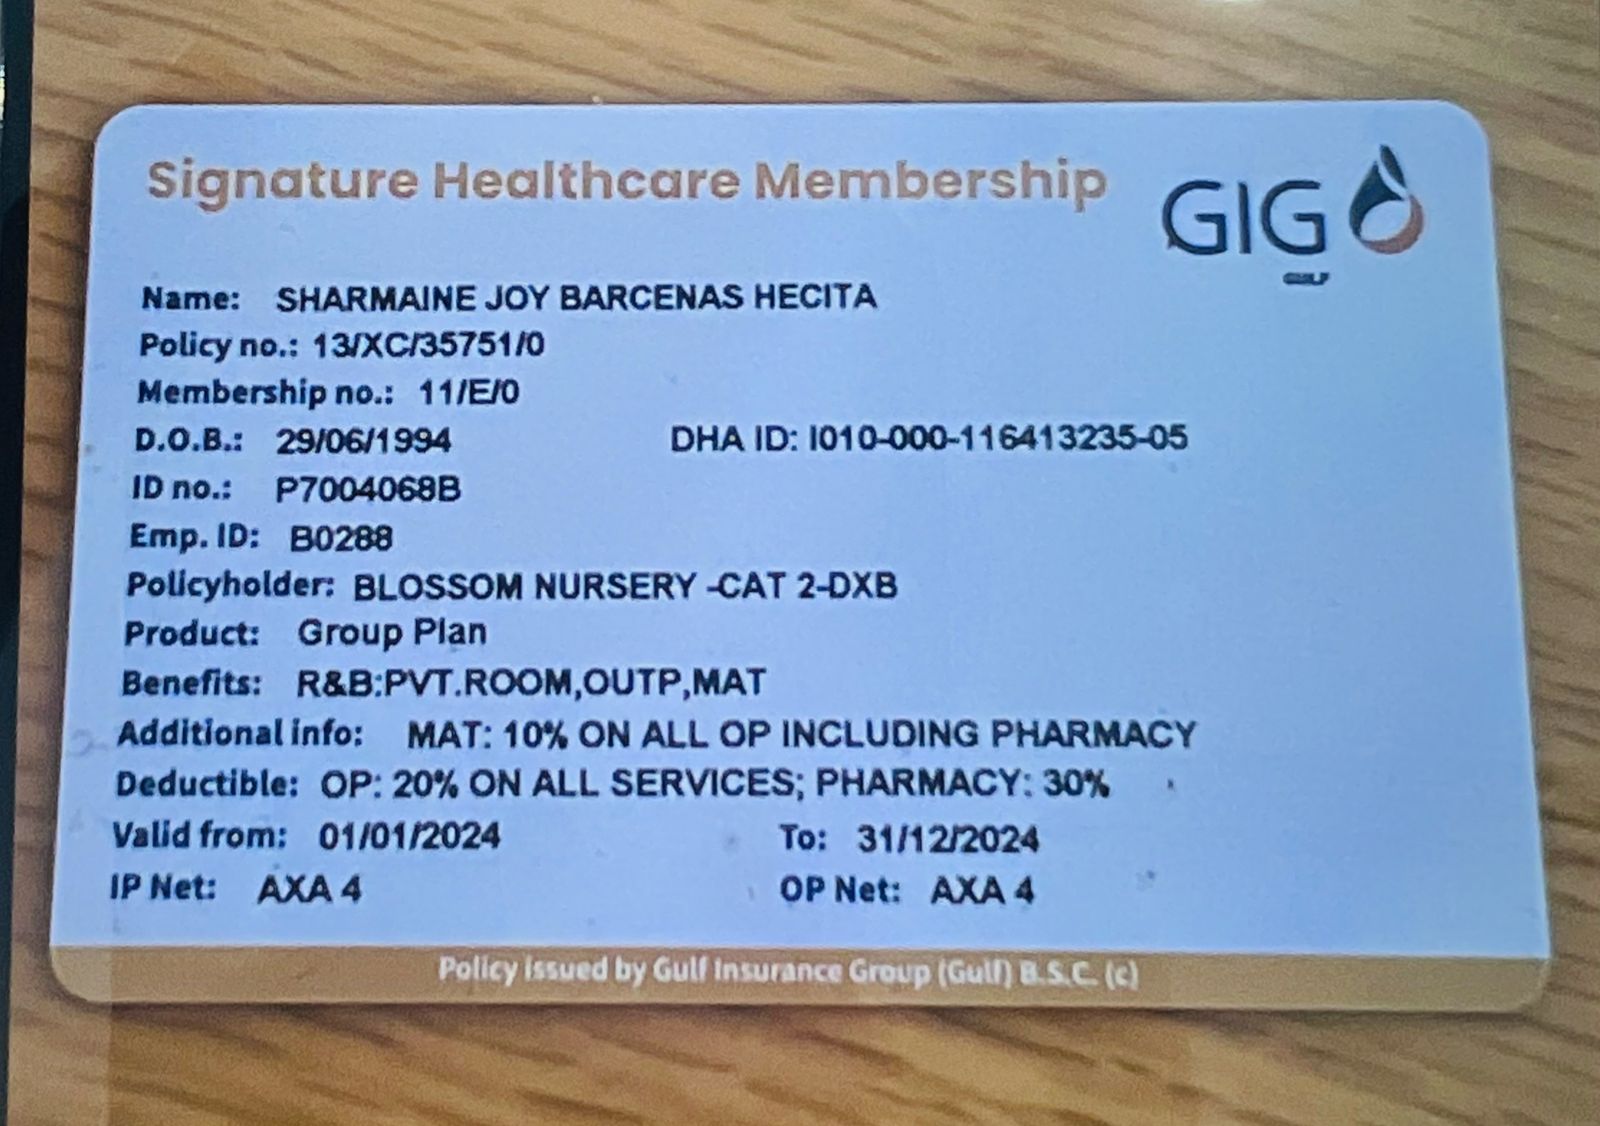 Signature Healthcare Membership
GIG
GULF
Name: SHARMAINE JOY BARCENAS HECITA
Policy no.: 13/XC/35751/0
Membership no.: 11/E/0
D.O.B.: 29/06/1994 DHA ID: I010-000-116413235-05
ID no.: P7004068B
Emp. ID: B0288
Policyholder: BLOSSOM NURSERY -CAT 2-DXB
Product: Group Plan
Benefits: R&B:PVT.ROOM,OUTP,MAT
Additional info: MAT: 10% ON ALL OP INCLUDING PHARMACY
Deductible: OP: 20% ON ALL SERVICES; PHARMACY: 30%
Valid from: 01/01/2024 To: 31/12/2024
IP Net: AXA 4 OP Net: AXA 4
Policy issued by Gulf Insurance Group (Gulf) B.S.C. (c)